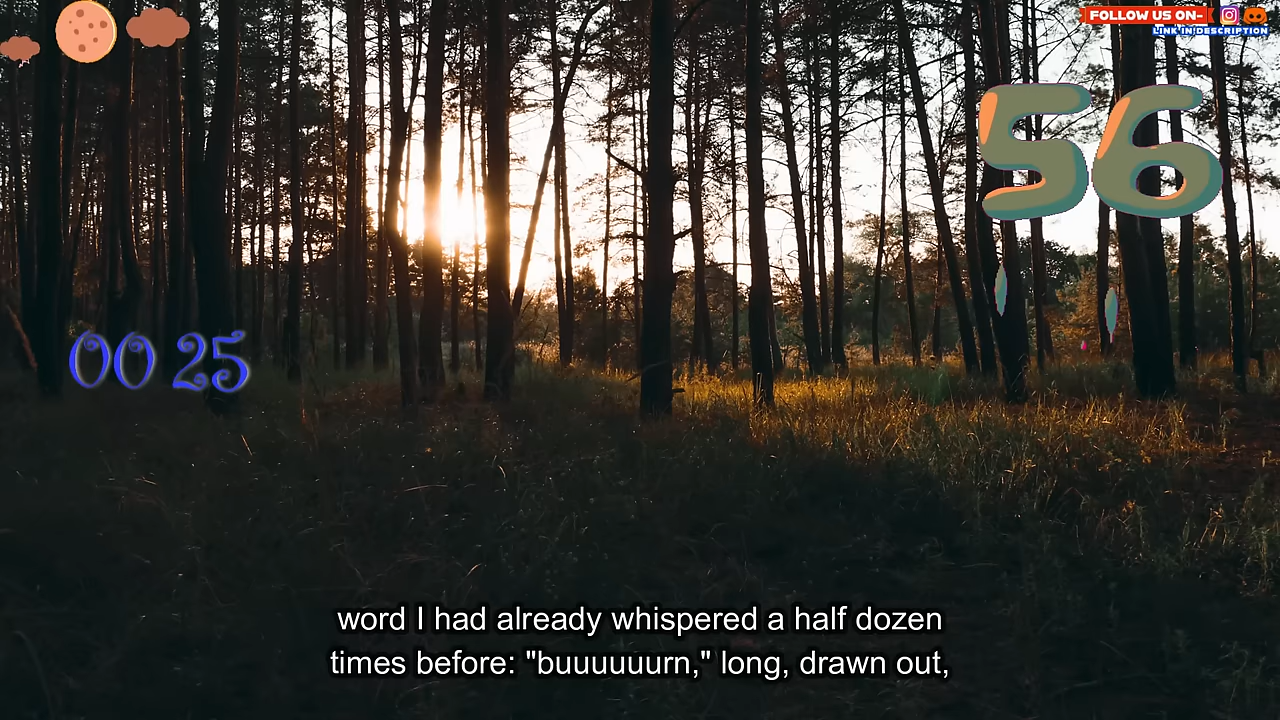 FOLLOW US ON-
LINK IN DESCRIPTION
56
00 25
word I had already whispered a half dozen
times before: "buuuuuurn," long, drawn out,